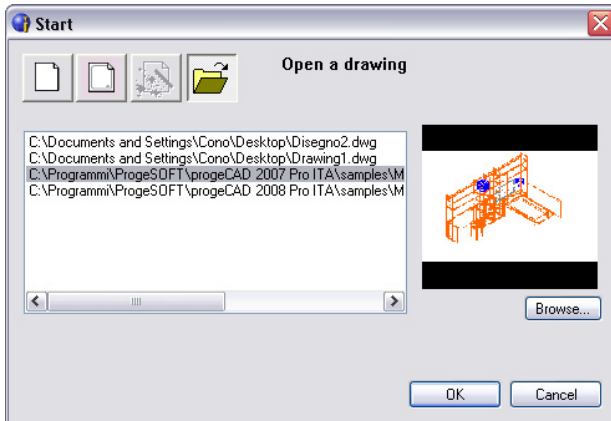 Start
Open a drawing
C:\Documents and Settings\Cono\Desktop\Disegno2.dwg
C:\Documents and Settings\Cono\Desktop\Drawing1.dwg
C:\Programmi\ProgeSOFT\progeCAD 2007 Pro ITA\samples\M
C:\Programmi\ProgeSOFT\progeCAD 2008 Pro ITA\samples\M
Browse...
OK
Cancel